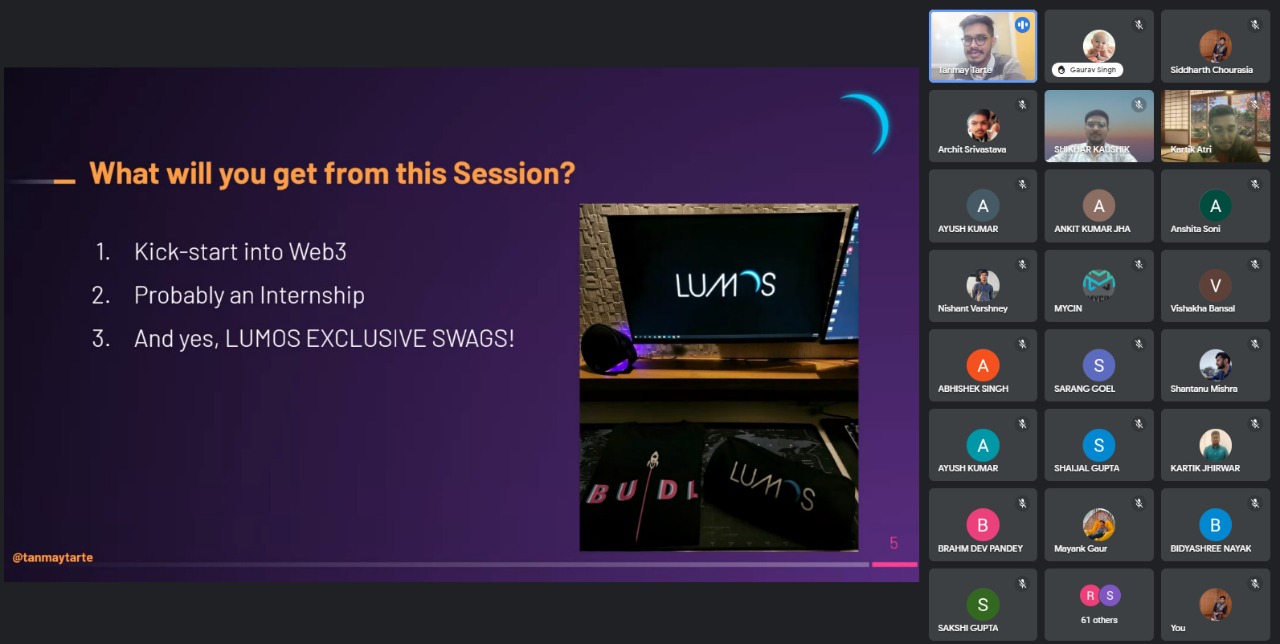 What will you get from this Session?
1. Kick-start into Web3
2. Probably an Internship
3. And yes, LUMOS EXCLUSIVE SWAGS!
LUMOS
BUIDL
LUMOS
@tanmaytarte
5
Tanmay Tarte
Gaurav Singh
Siddharth Chourasia
Archit Srivastava
SHIKHAR KAUSHIK
Kartik Atri
A
AYUSH KUMAR
A
ANKIT KUMAR JHA
A
Anshita Soni
Nishant Varshney
MYCIN
MYCIN
V
Vishakha Bansal
A
ABHISHEK SINGH
S
SARANG GOEL
Shantanu Mishra
A
AYUSH KUMAR
S
SHAIJAL GUPTA
KARTIK JHIRWAR
B
BRAHM DEV PANDEY
Mayank Gaur
B
BIDYASHREE NAYAK
S
SAKSHI GUPTA
R S
61 others
You